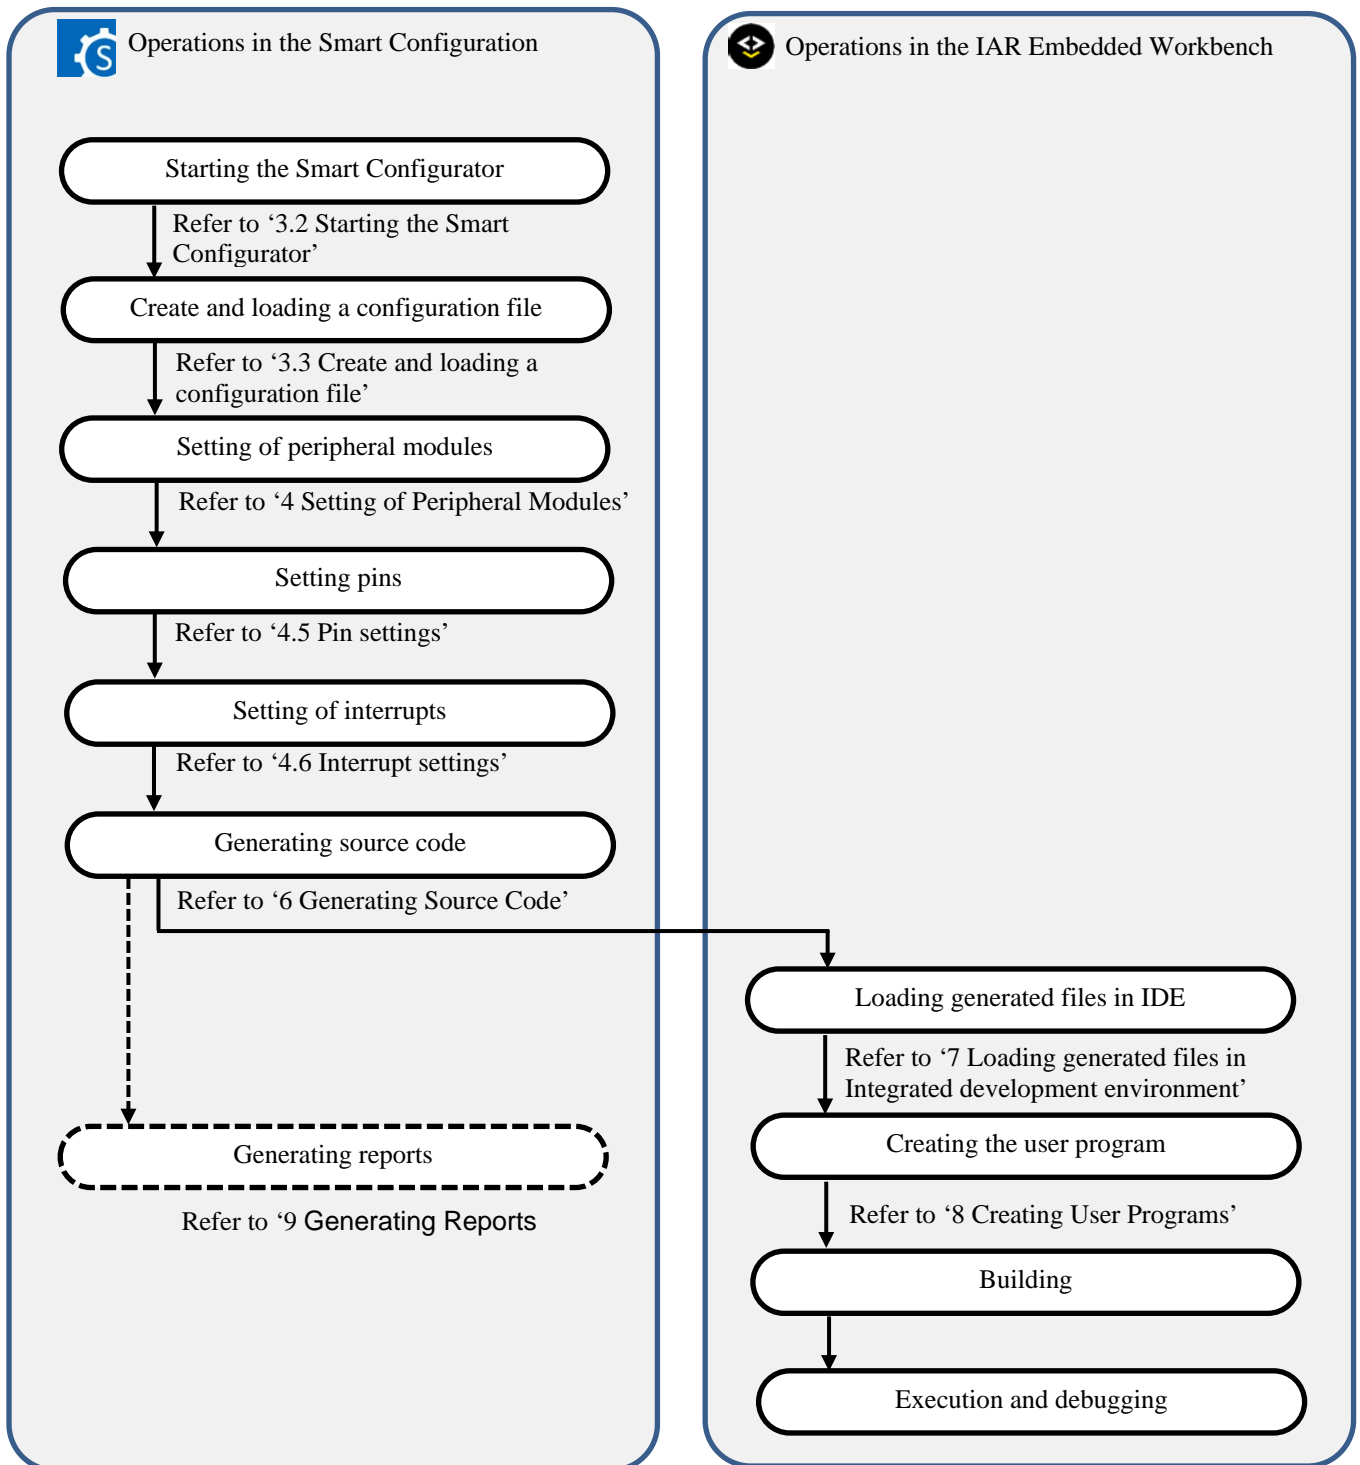 Operations in the Smart Configuration
Starting the Smart Configurator
Refer to ‘3.2 Starting the Smart
Configurator’
Create and loading a configuration file
Refer to ‘3.3 Create and loading a
configuration file’
Setting of peripheral modules
Refer to ‘4 Setting of Peripheral Modules’
Setting pins
Refer to ‘4.5 Pin settings’
Setting of interrupts
Refer to ‘4.6 Interrupt settings’
Generating source code
Refer to ‘6 Generating Source Code’
Generating reports
Refer to ‘9 Generating Reports
Operations in the IAR Embedded Workbench
Loading generated files in IDE
Refer to ‘7 Loading generated files in
Integrated development environment’
Creating the user program
Refer to ‘8 Creating User Programs’
Building
Execution and debugging